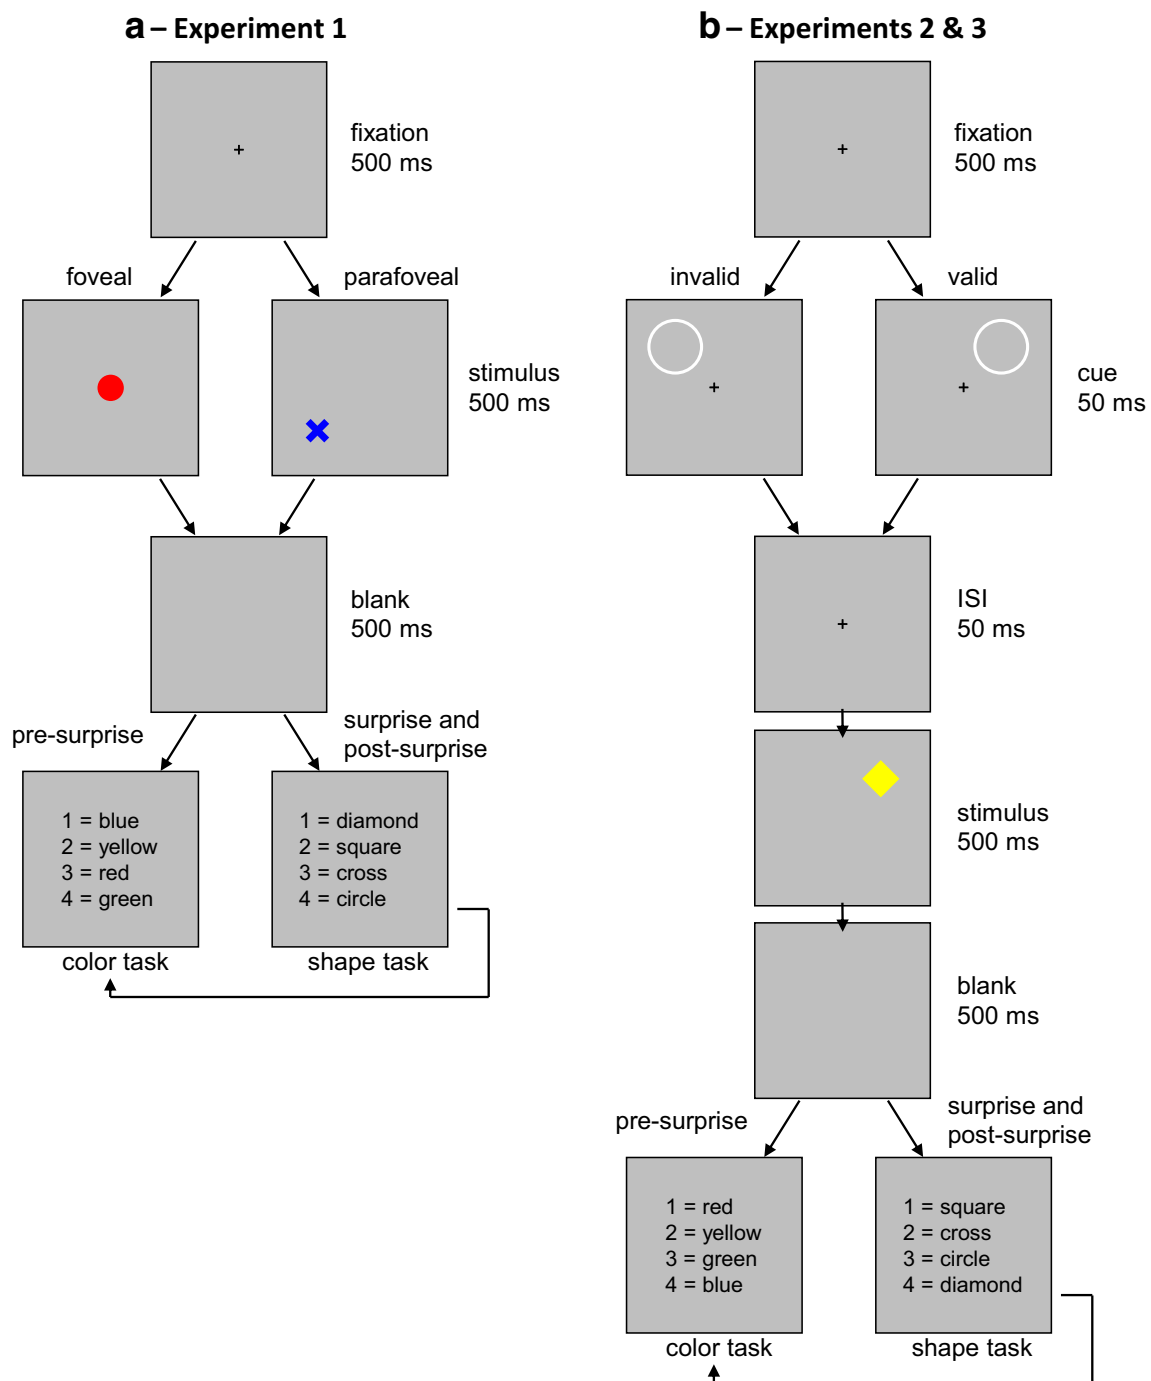 a – Experiment 1
fixation
500 ms
foveal
parafoveal
stimulus
500 ms
blank
500 ms
pre-surprise
surprise and
post-surprise
1 = blue
2 = yellow
3 = red
4 = green
1 = diamond
2 = square
3 = cross
4 = circle
color task
shape task
b – Experiments 2 & 3
fixation
500 ms
invalid
valid
cue
50 ms
ISI
50 ms
stimulus
500 ms
blank
500 ms
pre-surprise
surprise and
post-surprise
1 = red
2 = yellow
3 = green
4 = blue
1 = square
2 = cross
3 = circle
4 = diamond
color task
shape task